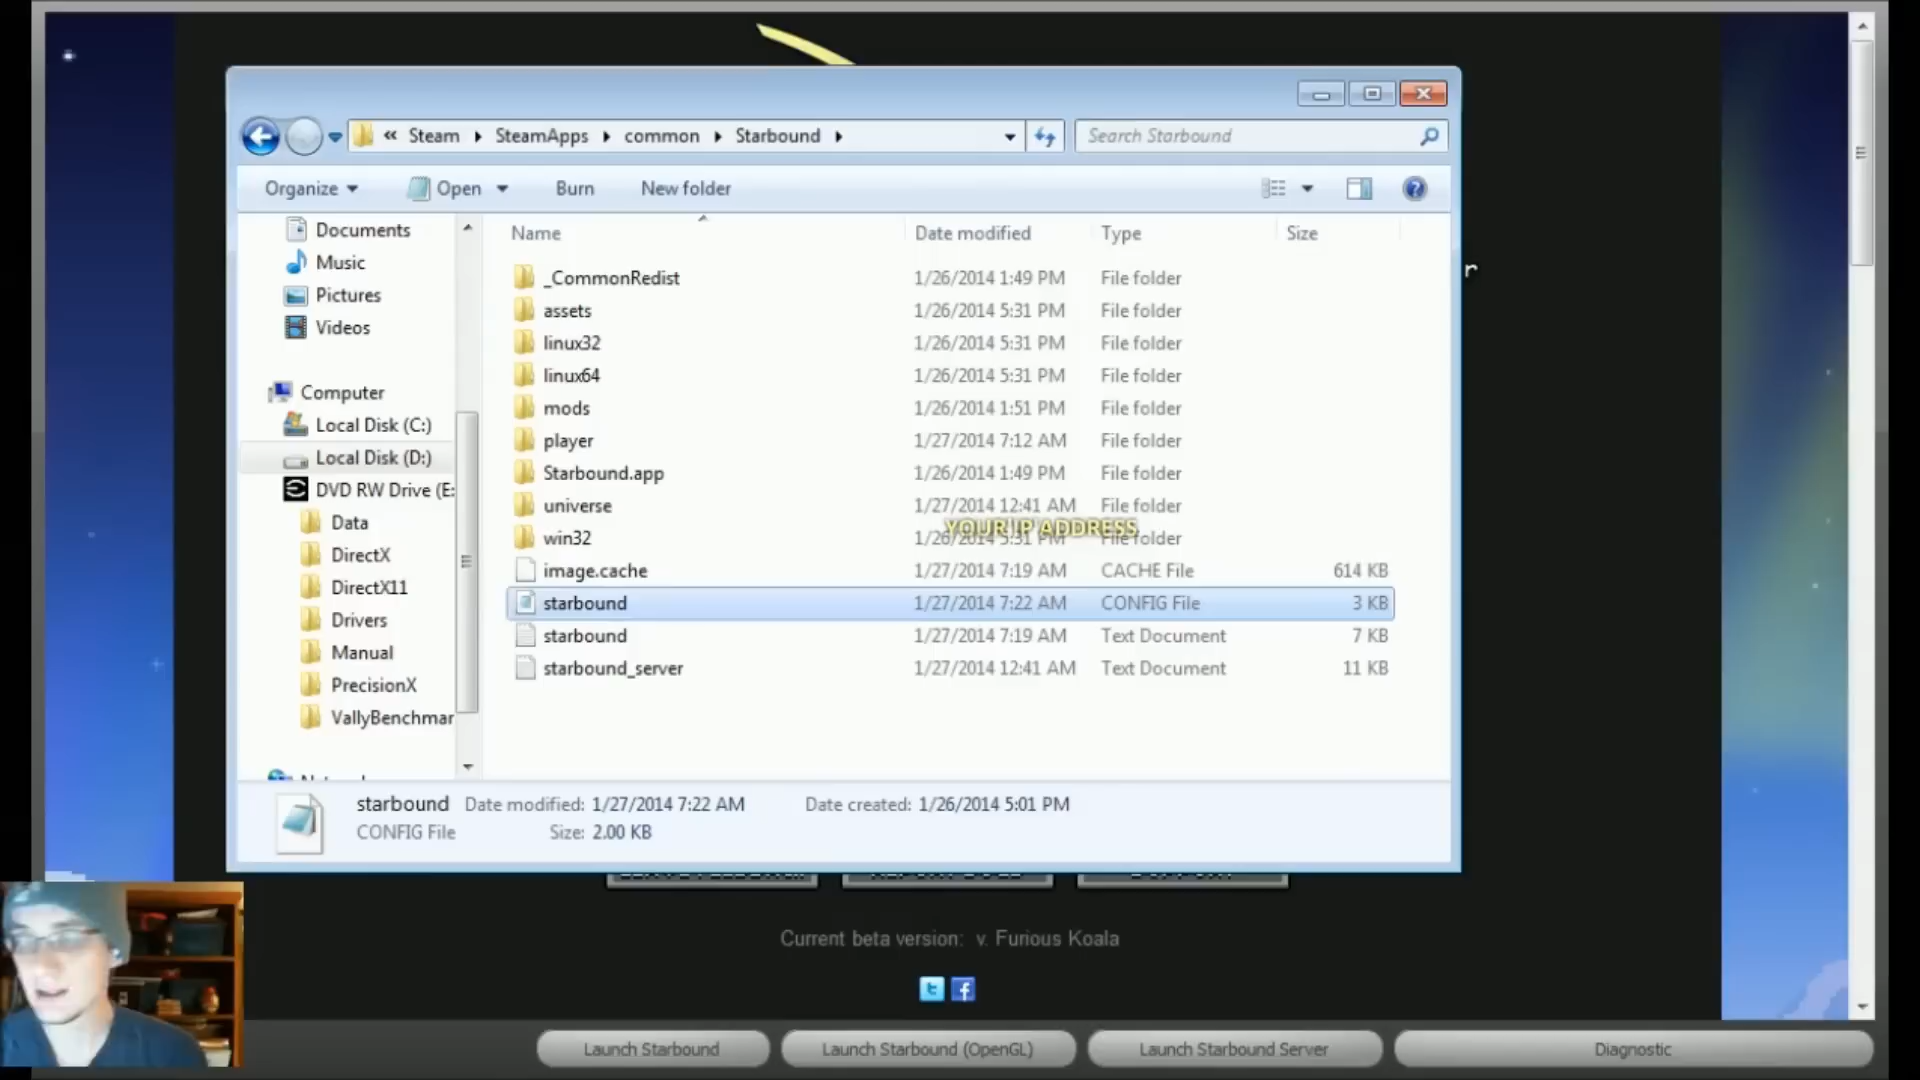 « Steam ▸ SteamApps ▸ common ▸ Starbound ▸
Search Starbound
Organize Open Burn New folder
Documents
Music
Pictures
Videos
Computer
Local Disk (C:)
Local Disk (D:)
DVD RW Drive (E:
Data
DirectX
DirectX11
Drivers
Manual
PrecisionX
VallyBenchmar
Name Date modified Type Size
_CommonRedist 1/26/2014 1:49 PM File folder
assets 1/26/2014 5:31 PM File folder
linux32 1/26/2014 5:31 PM File folder
linux64 1/26/2014 5:31 PM File folder
mods 1/26/2014 1:51 PM File folder
player 1/27/2014 7:12 AM File folder
Starbound.app 1/26/2014 1:49 PM File folder
universe 1/27/2014 12:41 AM File folder
YOUR IP ADDRESS
win32 1/26/2014 5:31 PM File folder
image.cache 1/27/2014 7:19 AM CACHE File 614 KB
starbound 1/27/2014 7:22 AM CONFIG File 3 KB
starbound 1/27/2014 7:19 AM Text Document 7 KB
starbound_server 1/27/2014 12:41 AM Text Document 11 KB
r
starbound Date modified: 1/27/2014 7:22 AM Date created: 1/26/2014 5:01 PM
CONFIG File Size: 2.00 KB
Current beta version: v. Furious Koala
Launch Starbound
Launch Starbound (OpenGL)
Launch Starbound Server
Diagnostic